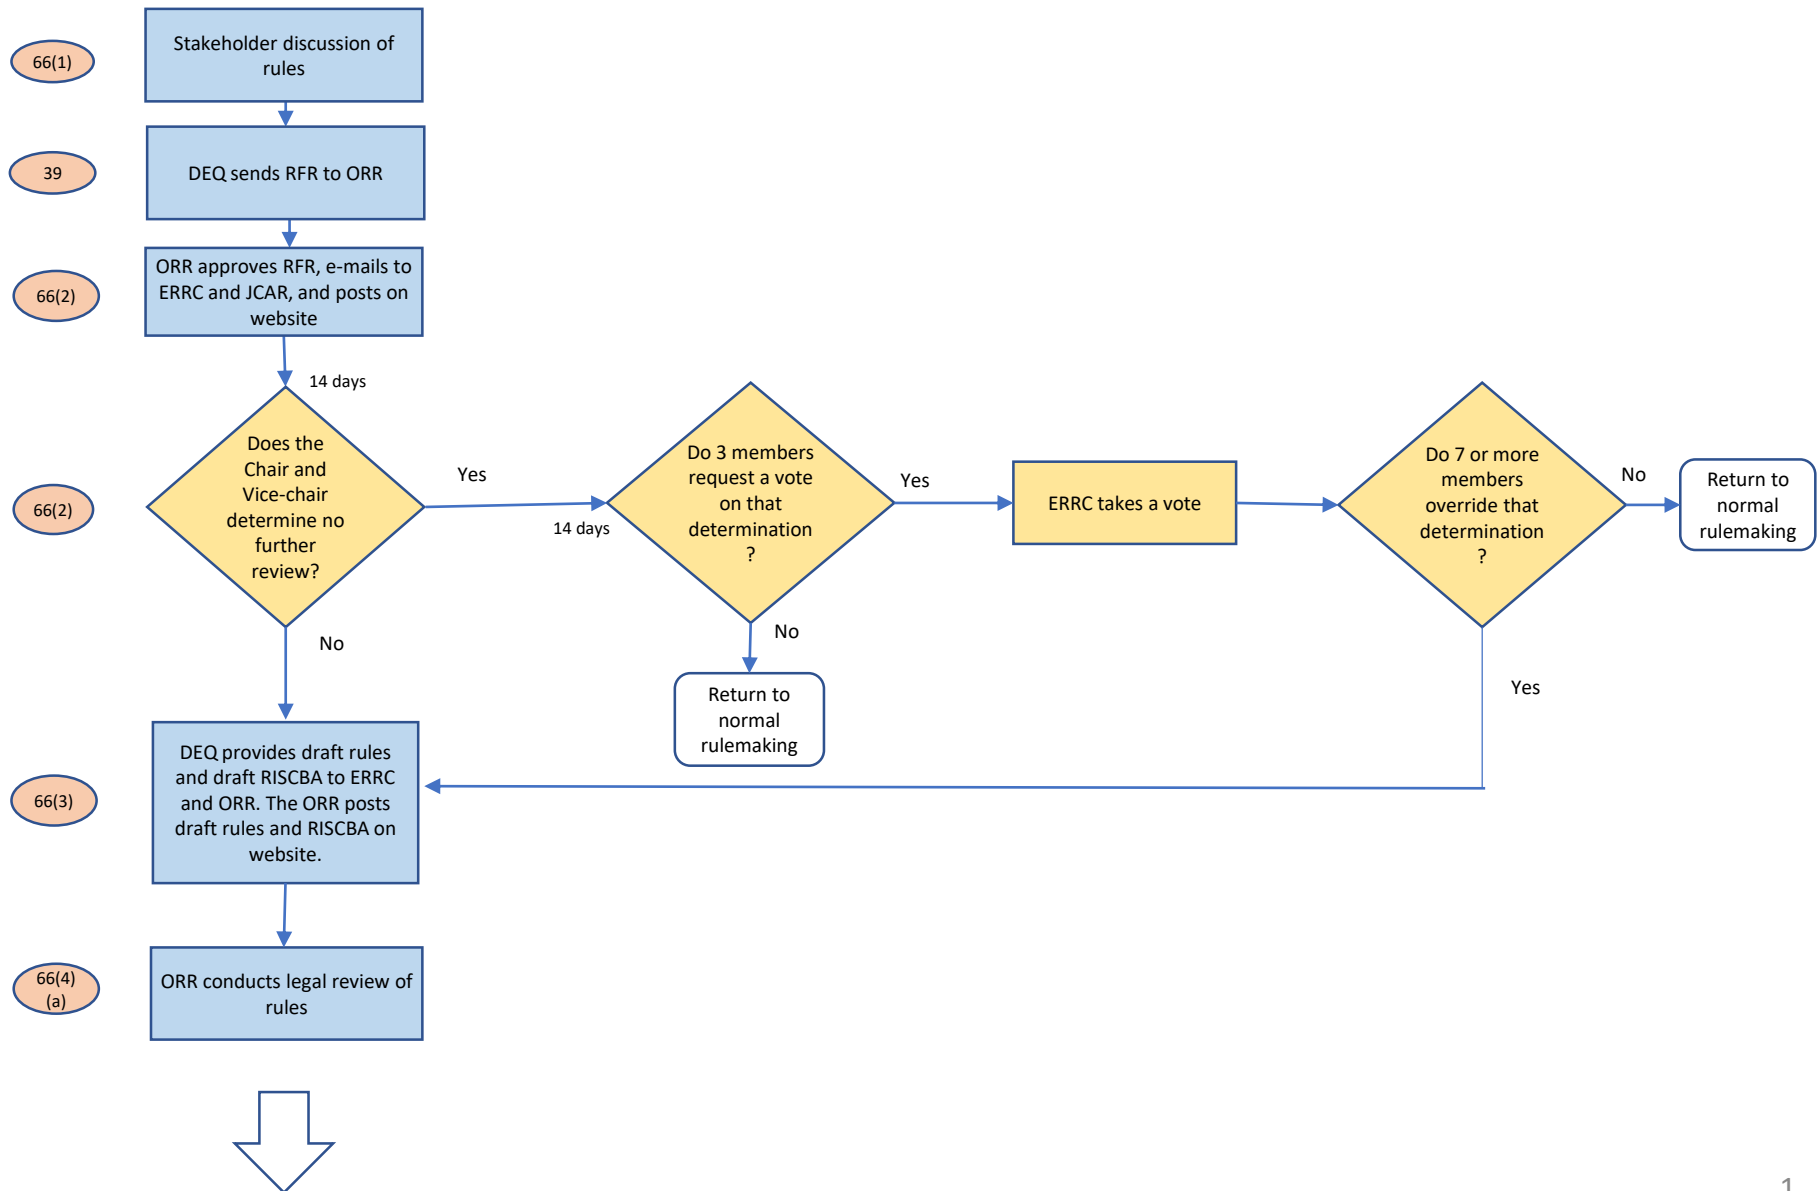 66(1)
Stakeholder discussion of
rules
39
DEQ sends RFR to ORR
66(2)
ORR approves RFR, e-mails to
ERRC and JCAR, and posts on
website
14 days
66(2)
Does the
Chair and
Vice-chair
determine no
further
review?
Yes
14 days
Do 3 members
request a vote
on that
determination
?
Yes
ERRC takes a vote
Do 7 or more
members
override that
determination
?
No
Return to
normal
rulemaking
No
No
Return to
normal
rulemaking
Yes
66(3)
DEQ provides draft rules
and draft RISCBA to ERRC
and ORR. The ORR posts
draft rules and RISCBA on
website.
66(4)
(a)
ORR conducts legal review of
rules
1